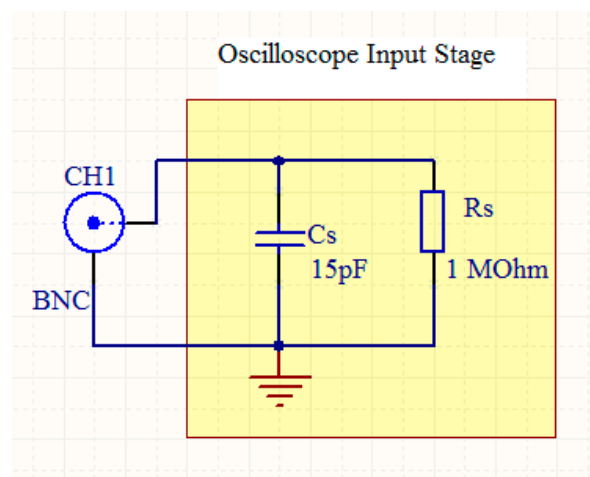 Oscilloscope Input Stage
CH1
Rs
Cs
15pF
1 MOhm
BNC